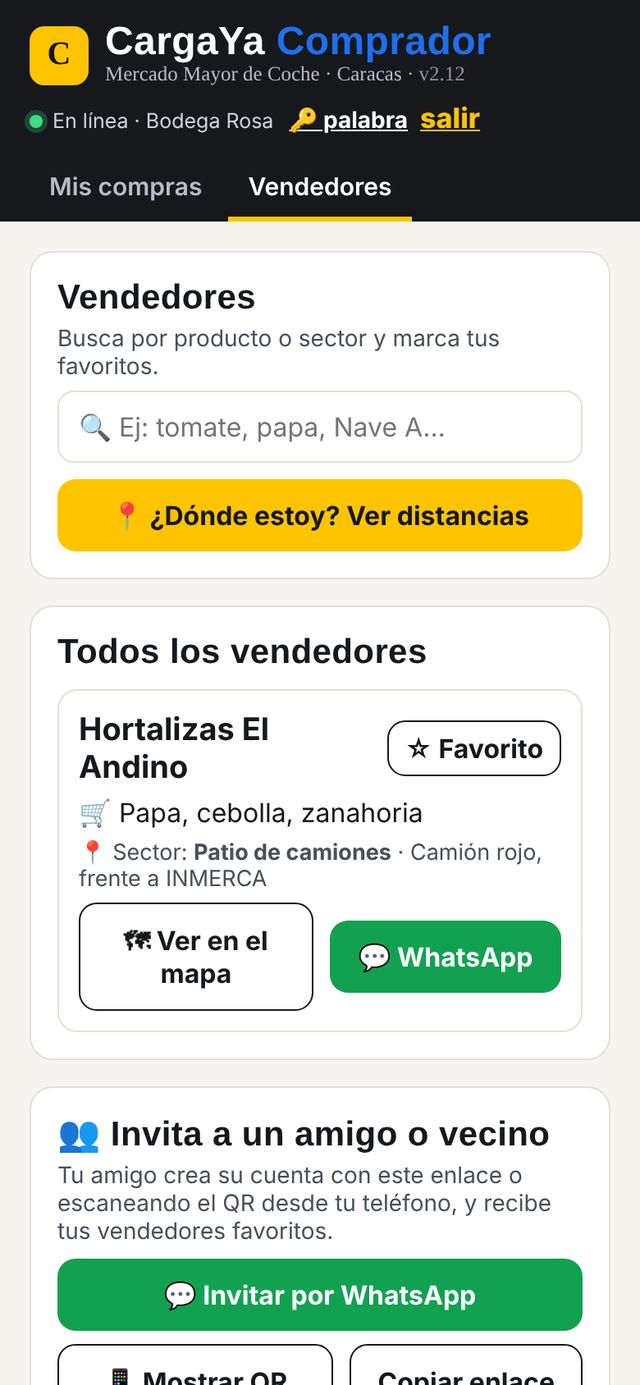 C
CargaYa Comprador
Mercado Mayor de Coche · Caracas · v2.12
En línea · Bodega Rosa 🔑 palabra salir
Mis compras Vendedores
Vendedores
Busca por producto o sector y marca tus
favoritos.
🔍 Ej: tomate, papa, Nave A...
📍 ¿Dónde estoy? Ver distancias
Todos los vendedores
Hortalizas El
Andino
☆ Favorito
🛒 Papa, cebolla, zanahoria
📍 Sector: Patio de camiones · Camión rojo,
frente a INMERCA
🗺 Ver en el
mapa
💬 WhatsApp
👥 Invita a un amigo o vecino
Tu amigo crea su cuenta con este enlace o
escaneando el QR desde tu teléfono, y recibe
tus vendedores favoritos.
💬 Invitar por WhatsApp
📱 Mostrar QR
Copiar enlace